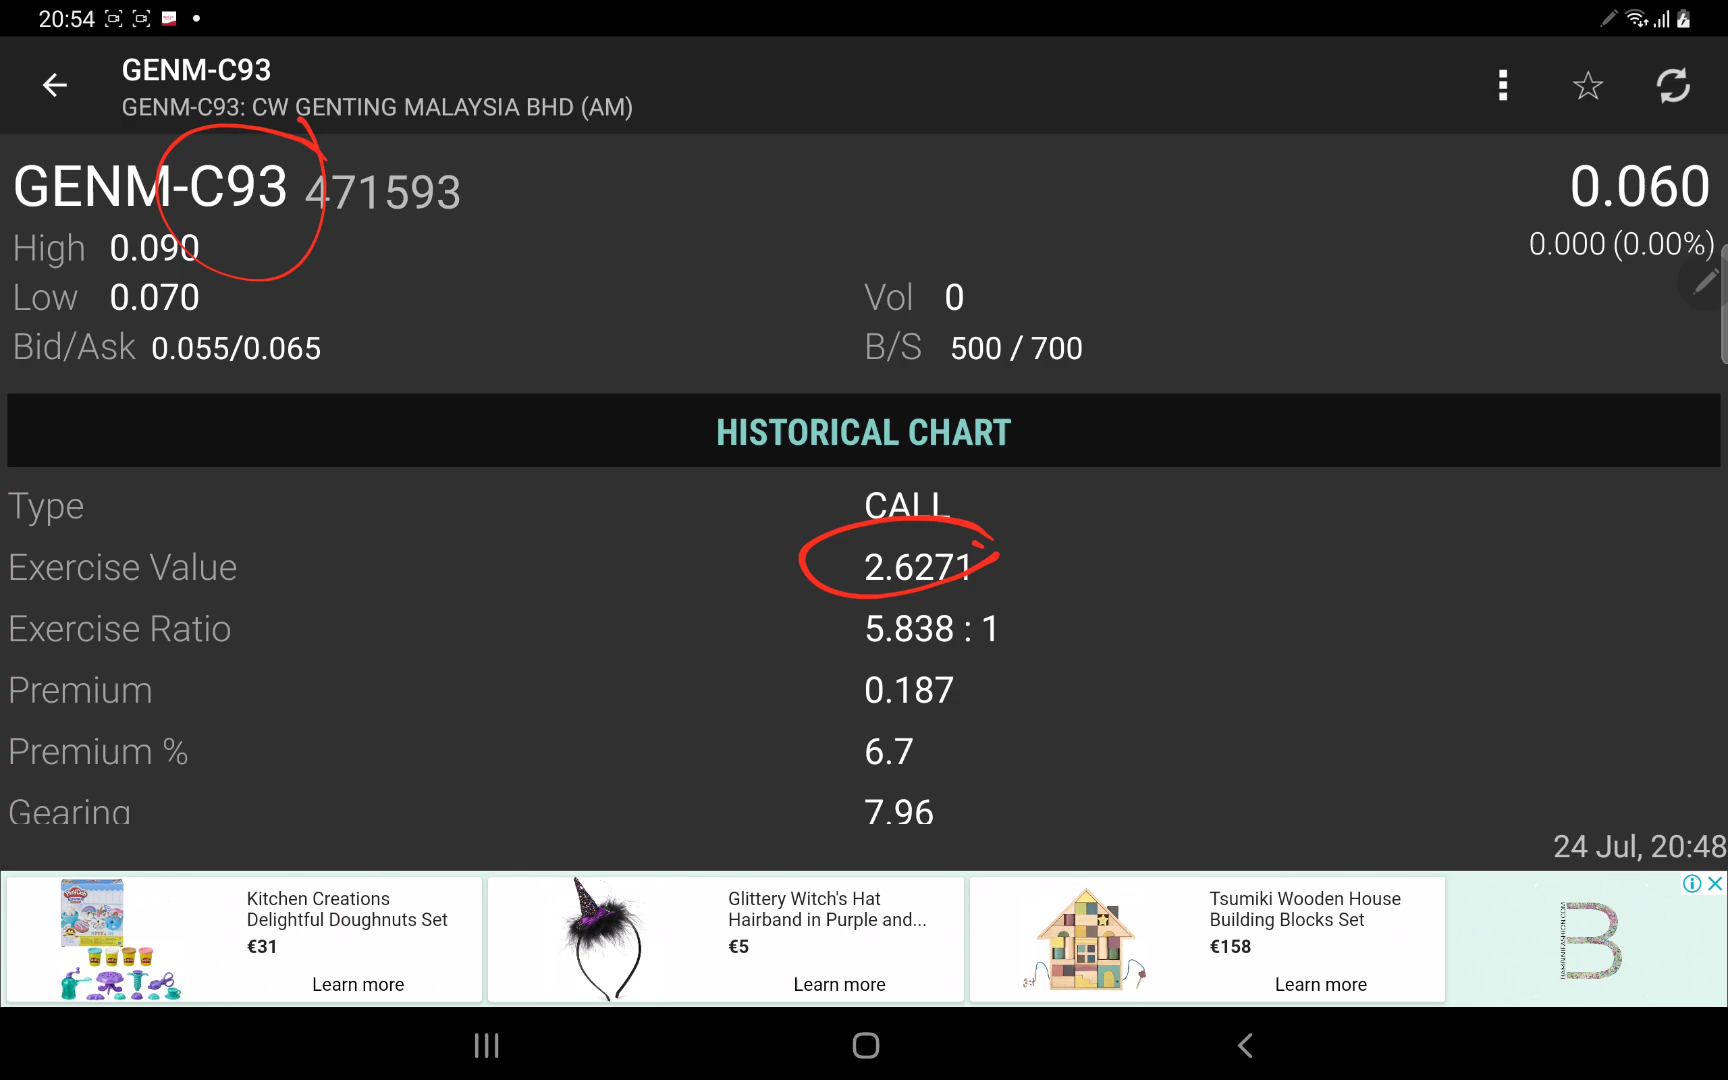 20:54
GENM-C93
GENM-C93: CW GENTING MALAYSIA BHD (AM)
GENM-C93 471593
0.060
High 0.090
0.000 (0.00%)
Low 0.070
Vol 0
Bid/Ask 0.055/0.065
B/S 500 / 700
HISTORICAL CHART
Type CALL
Exercise Value 2.6271
Exercise Ratio 5.838 : 1
Premium 0.187
Premium % 6.7
Gearing 7.96
24 Jul, 20:48
Kitchen Creations
Delightful Doughnuts Set
€31
Learn more
Glittery Witch's Hat
Hairband in Purple and...
€5
Learn more
Tsumiki Wooden House
Building Blocks Set
€158
Learn more
B